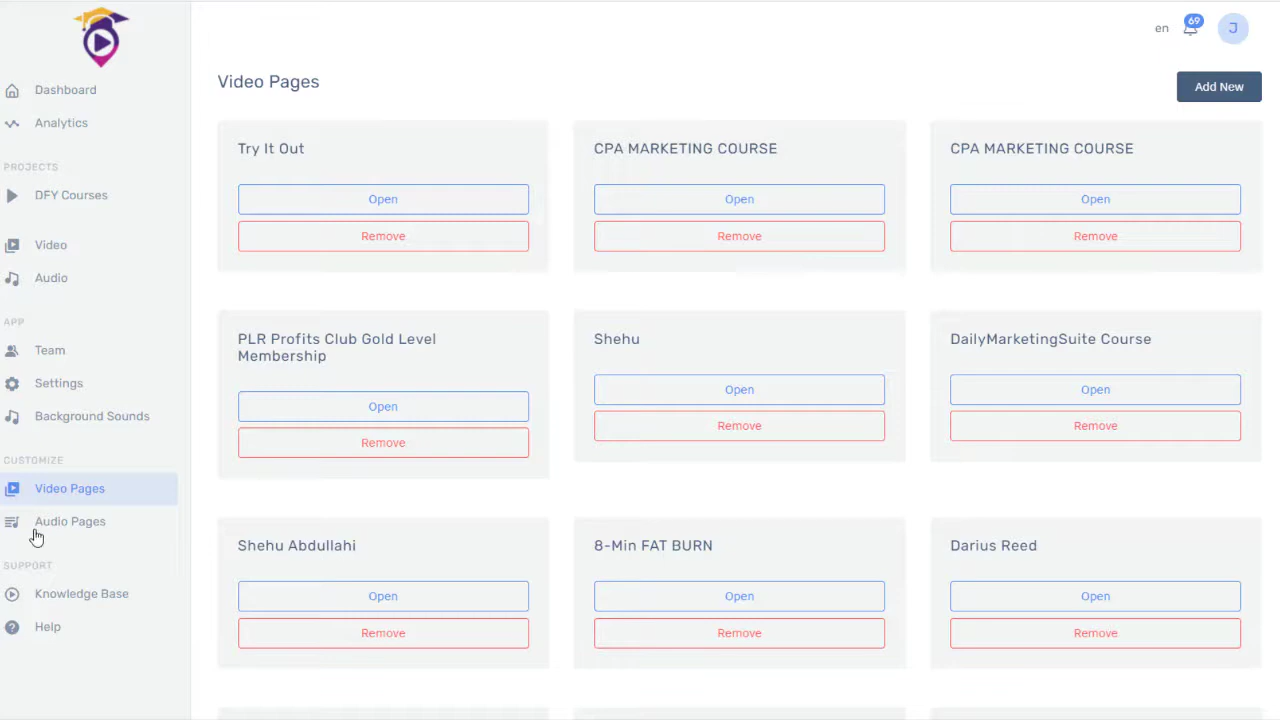 en
69
J
Dashboard
Analytics
PROJECTS
DFY Courses
Video
Audio
APP
Team
Settings
Background Sounds
CUSTOMIZE
Video Pages
Audio Pages
SUPPORT
Knowledge Base
Help
Video Pages
Add New
Try It Out
Open
Remove
CPA MARKETING COURSE
Open
Remove
CPA MARKETING COURSE
Open
Remove
PLR Profits Club Gold Level
Membership
Open
Remove
Shehu
Open
Remove
DailyMarketingSuite Course
Open
Remove
Shehu Abdullahi
Open
Remove
8-Min FAT BURN
Open
Remove
Darius Reed
Open
Remove